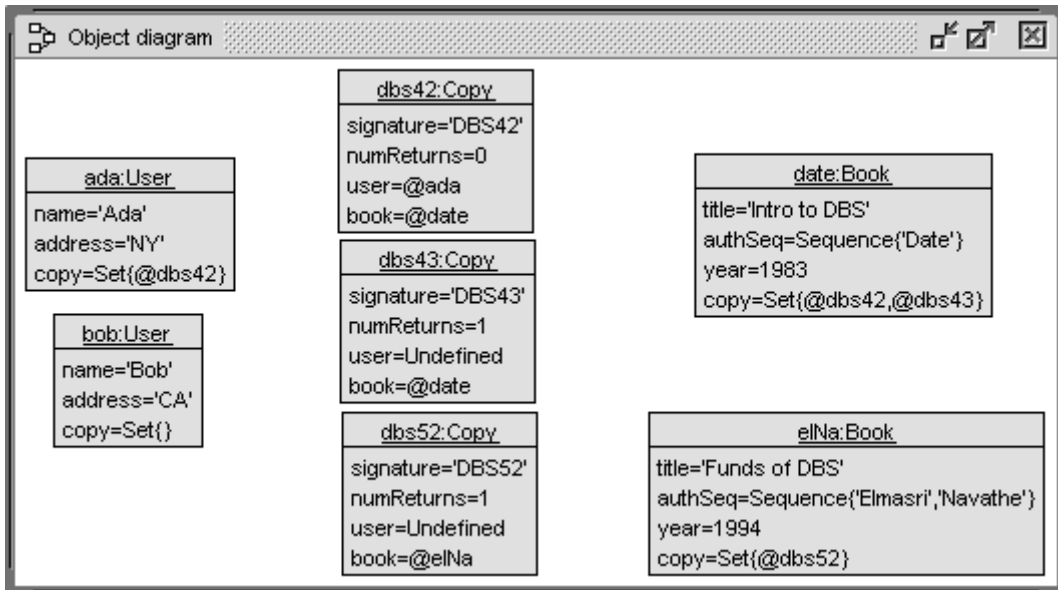 Object diagram
ada:User
name='Ada'
address='NY'
copy=Set{@dbs42}
bob:User
name='Bob'
address='CA'
copy=Set{}
dbs42:Copy
signature='DBS42'
numReturns=0
user=@ada
book=@date
dbs43:Copy
signature='DBS43'
numReturns=1
user=Undefined
book=@date
dbs52:Copy
signature='DBS52'
numReturns=1
user=Undefined
book=@elNa
date:Book
title='Intro to DBS'
authSeq=Sequence{'Date'}
year=1983
copy=Set{@dbs42,@dbs43}
elNa:Book
title='Funds of DBS'
authSeq=Sequence{'Elmasri','Navathe'}
year=1994
copy=Set{@dbs52}